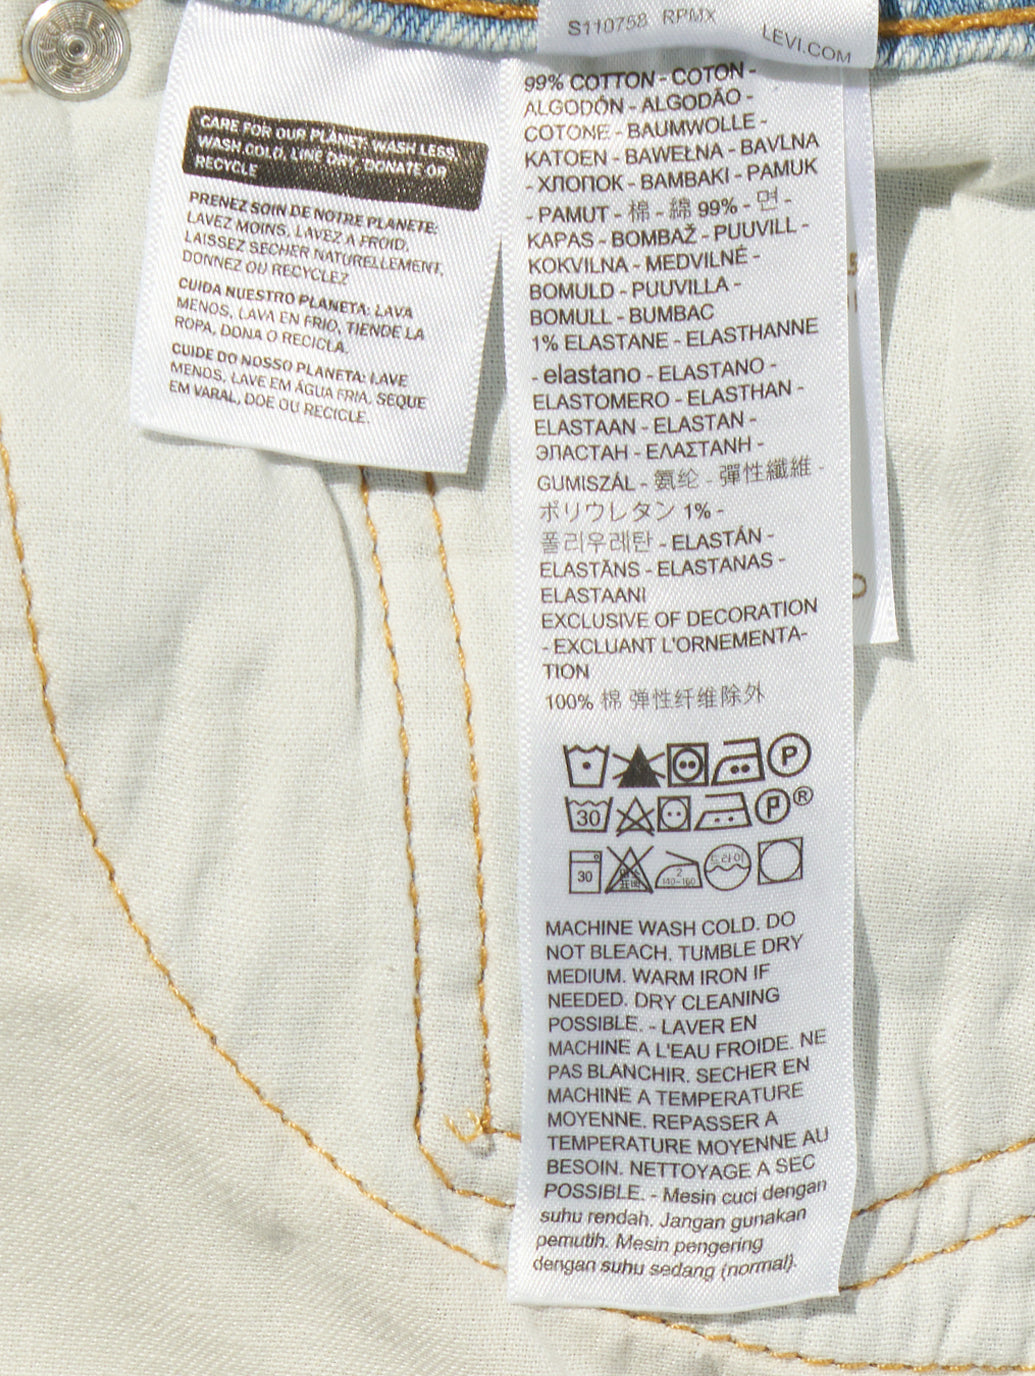 S110758 RPMX
LEVI.COM
CARE FOR OUR PLANET: WASH LESS,
WASH COLD, LINE DRY, DONATE OR
RECYCLE
PRENEZ SOIN DE NOTRE PLANETE:
LAVEZ MOINS, LAVEZ A FROID,
LAISSEZ SECHER NATURELLEMENT,
DONNEZ OU RECYCLEZ
CUIDA NUESTRO PLANETA: LAVA
MENOS, LAVA EN FRIO, TIENDE LA
ROPA, DONA O RECICLA.
CUIDE DO NOSSO PLANETA: LAVE
MENOS, LAVE EM ÁGUA FRIA, SEQUE
EM VARAL, DOE OU RECICLE.
99% COTTON - COTON -
ALGODÓN - ALGODÃO -
COTONE - BAUMWOLLE -
KATOEN - BAWEŁNA - BAVLNA
- ХЛОПОК - BAMBAKI - PAMUK
- PAMUT - 棉 - 綿 99% - 면 -
KAPAS - BOMBAŽ - PUUVILL -
KOKVILNA - MEDVILNÉ -
BOMULD - PUUVILLA -
BOMULL - BUMBAC
1% ELASTANE - ELASTHANNE
- elastano - ELASTANO -
ELASTOMERO - ELASTHAN -
ELASTAAN - ELASTAN -
ЭЛАСТАН - ΕΛΑΣΤΑΝΗ -
GUMISZÁL - 氨纶 - 彈性纖維 -
ポリウレタン 1% -
폴리우레탄 - ELASTÁN -
ELASTĀNS - ELASTANAS -
ELASTAANI
EXCLUSIVE OF DECORATION
- EXCLUANT L'ORNEMENTA-
TION
100% 棉 弹性纤维除外
P
30 P®
30 2 140~160 드라이
MACHINE WASH COLD. DO
NOT BLEACH. TUMBLE DRY
MEDIUM. WARM IRON IF
NEEDED. DRY CLEANING
POSSIBLE. - LAVER EN
MACHINE A L'EAU FROIDE. NE
PAS BLANCHIR. SECHER EN
MACHINE A TEMPERATURE
MOYENNE. REPASSER A
TEMPERATURE MOYENNE AU
BESOIN. NETTOYAGE A SEC
POSSIBLE. - Mesin cuci dengan
suhu rendah. Jangan gunakan
pemutih. Mesin pengering
dengan suhu sedang (normal).